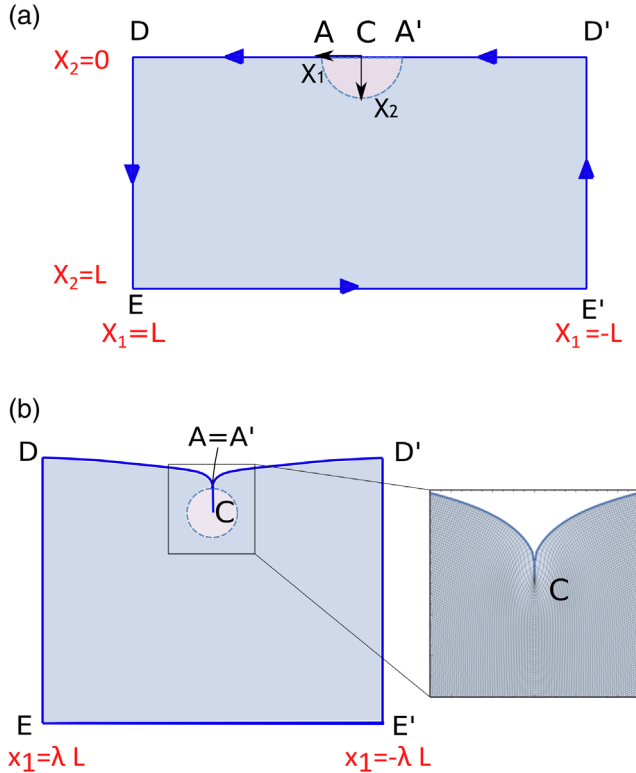 (a)
D A C A' D'
X₂=0
X₁
X₂
X₂=L
E E'
X₁=L X₁=-L
(b)
A=A'
D D'
C
C
E E'
x₁=λ L x₁=-λ L